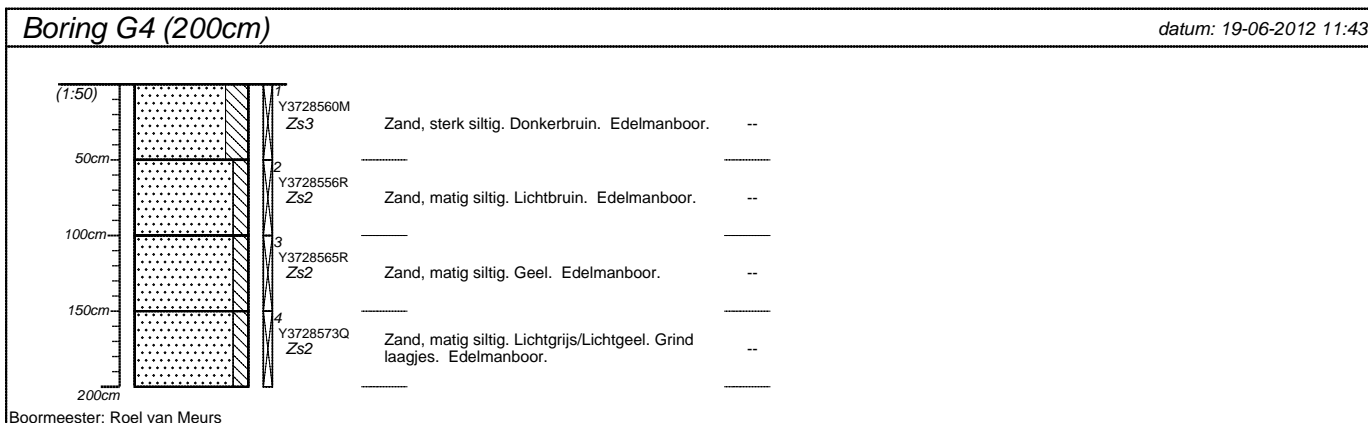 Boring G4 (200cm)
datum: 19-06-2012 11:43
(1:50)
1
Y3728560M
Zs3
Zand, sterk siltig. Donkerbruin. Edelmanboor.
--
50cm
2
Y3728556R
Zs2
Zand, matig siltig. Lichtbruin. Edelmanboor.
--
100cm
3
Y3728565R
Zs2
Zand, matig siltig. Geel. Edelmanboor.
--
150cm
4
Y3728573Q
Zs2
Zand, matig siltig. Lichtgrijs/Lichtgeel. Grind
laagjes. Edelmanboor.
--
200cm
Boormeester: Roel van Meurs